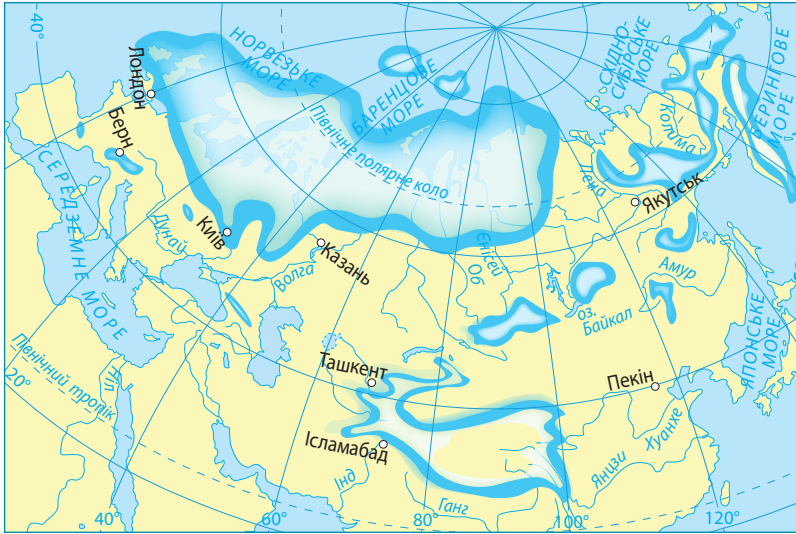 40°
НОРВЕЗЬКЕ
МОРЕ
БАРЕНЦОВЕ
МОРЕ
СХІДНО-
СИБІРСЬКЕ
МОРЕ
БЕРИНГОВЕ
МОРЕ
Лондон
Берн
Північне полярне коло
Колима
Лена
Якутськ
СЕРЕДЗЕМНЕ МОРЕ
Дунай
Київ
Казань
Волга
Єнісей
Об
оз.
Байкал
Амур
ЯПОНСЬКЕ
МОРЕ
Північний тропік
20°
Ніл
Ташкент
Пекін
Ісламабад
Інд
Ганг
Янцзи
Хуанхе
40°
60°
80°
100°
120°